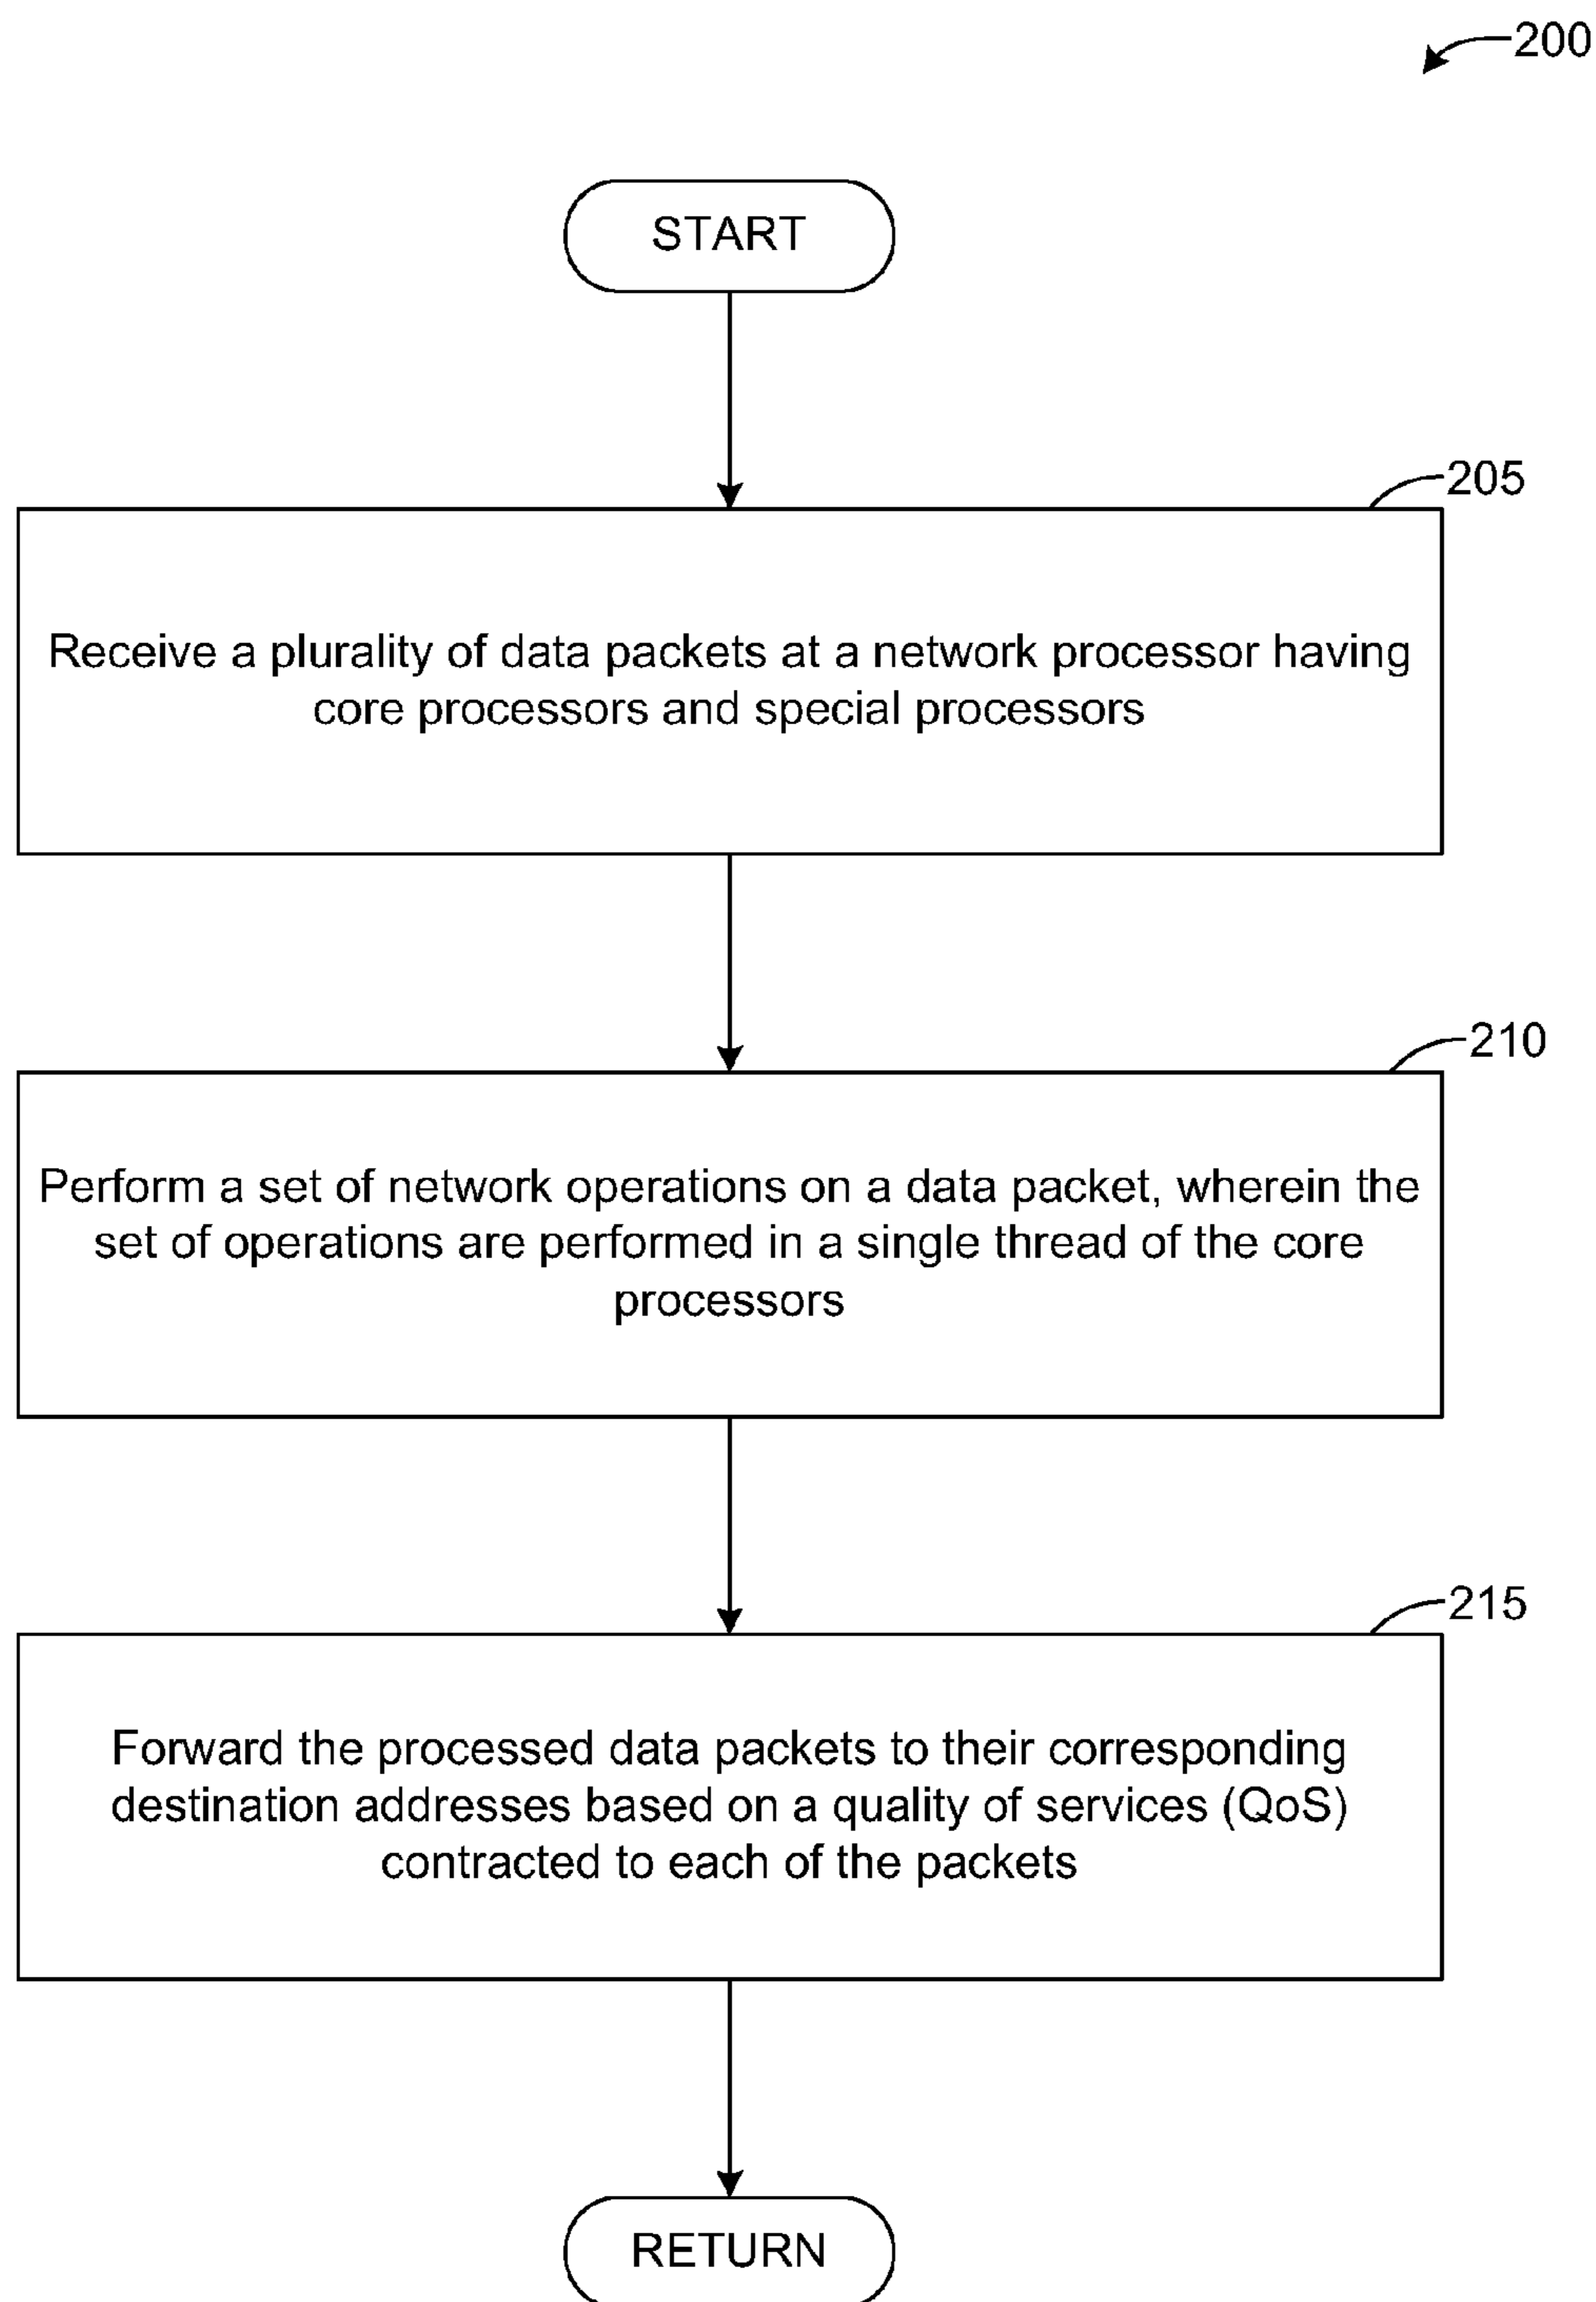 200
START
205
Receive a plurality of data packets at a network processor having
core processors and special processors
210
Perform a set of network operations on a data packet, wherein the
set of operations are performed in a single thread of the core
processors
215
Forward the processed data packets to their corresponding
destination addresses based on a quality of services (QoS)
contracted to each of the packets
RETURN